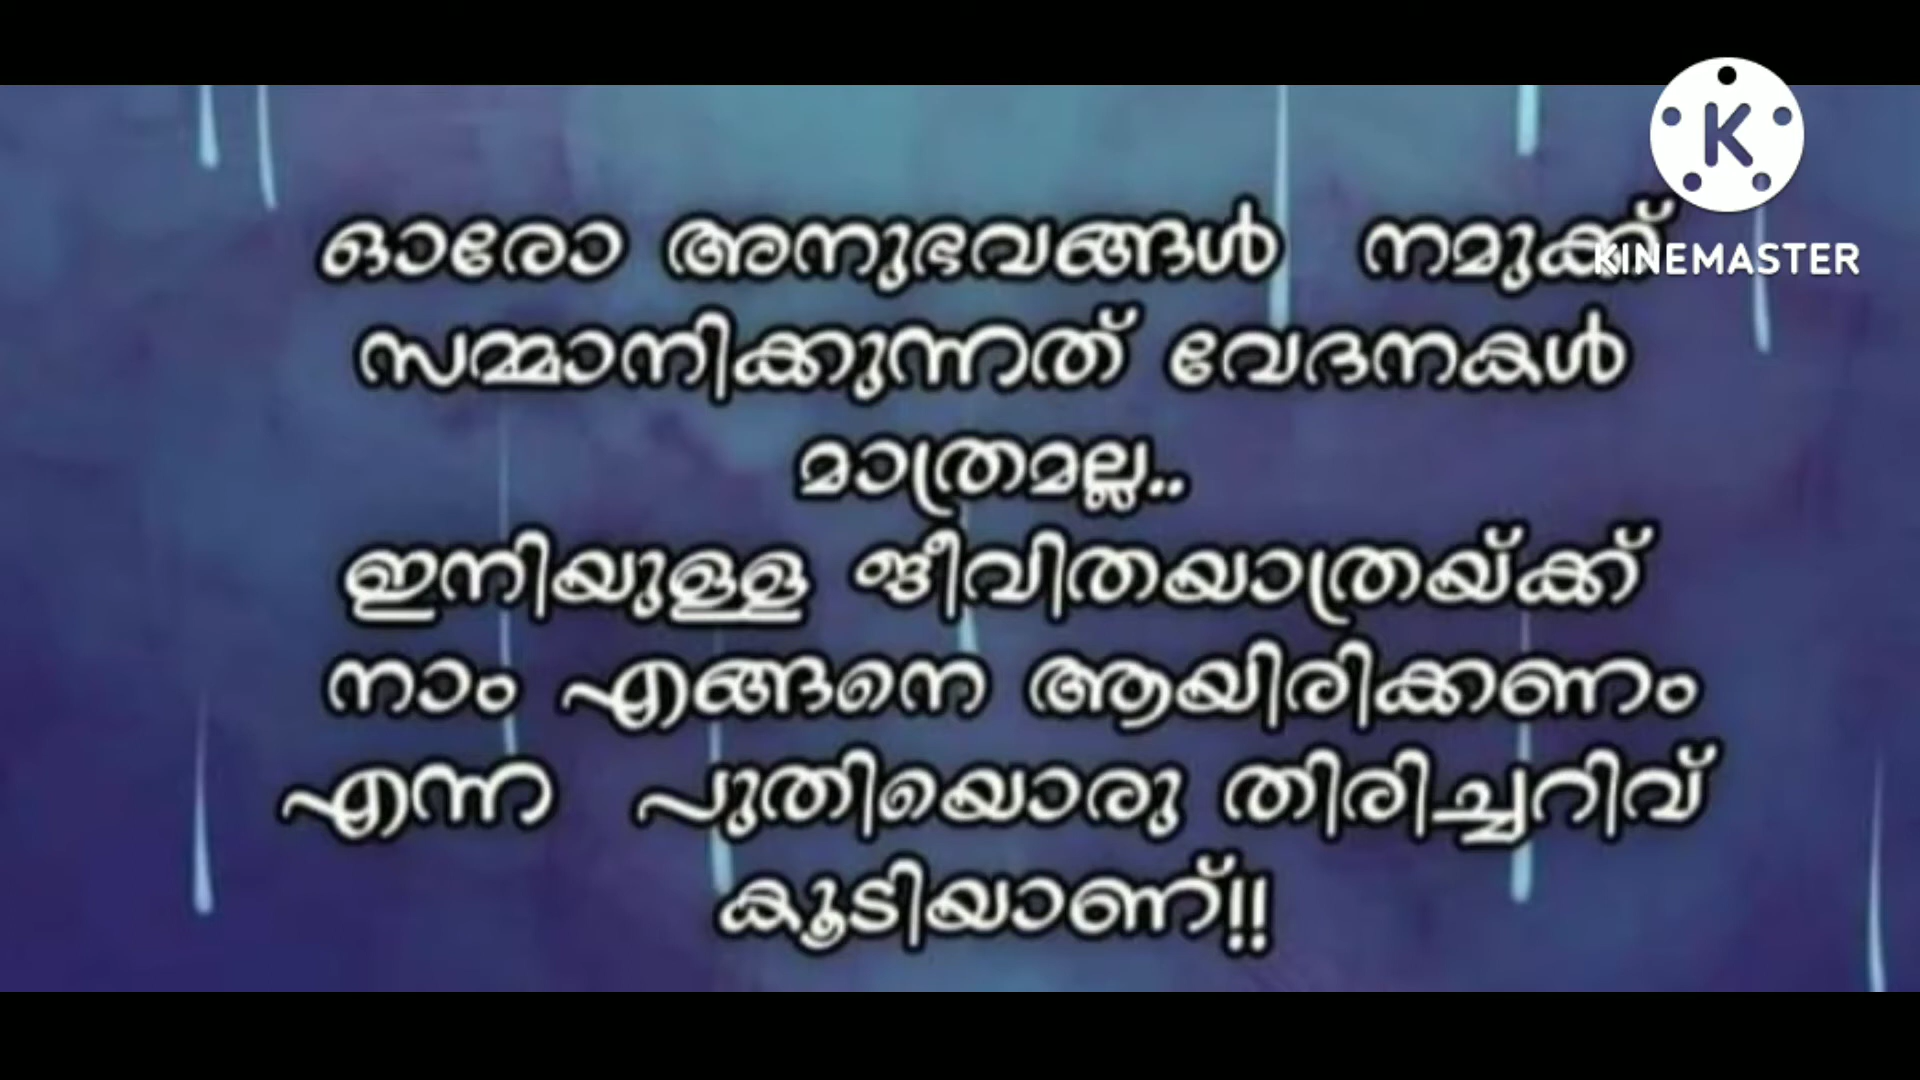 ഓരോ അനുഭവങ്ങൾ നമുക്ക്
സമ്മാനിക്കുന്നത് വേദനകൾ
മാത്രമല്ല..
ഇനിയുള്ള ജീവിതയാത്രയ്ക്ക്
നാം എങ്ങനെ ആയിരിക്കണം
എന്ന പുതിയൊരു തിരിച്ചറിവ്
കൂടിയാണ്!!
K
KINEMASTER